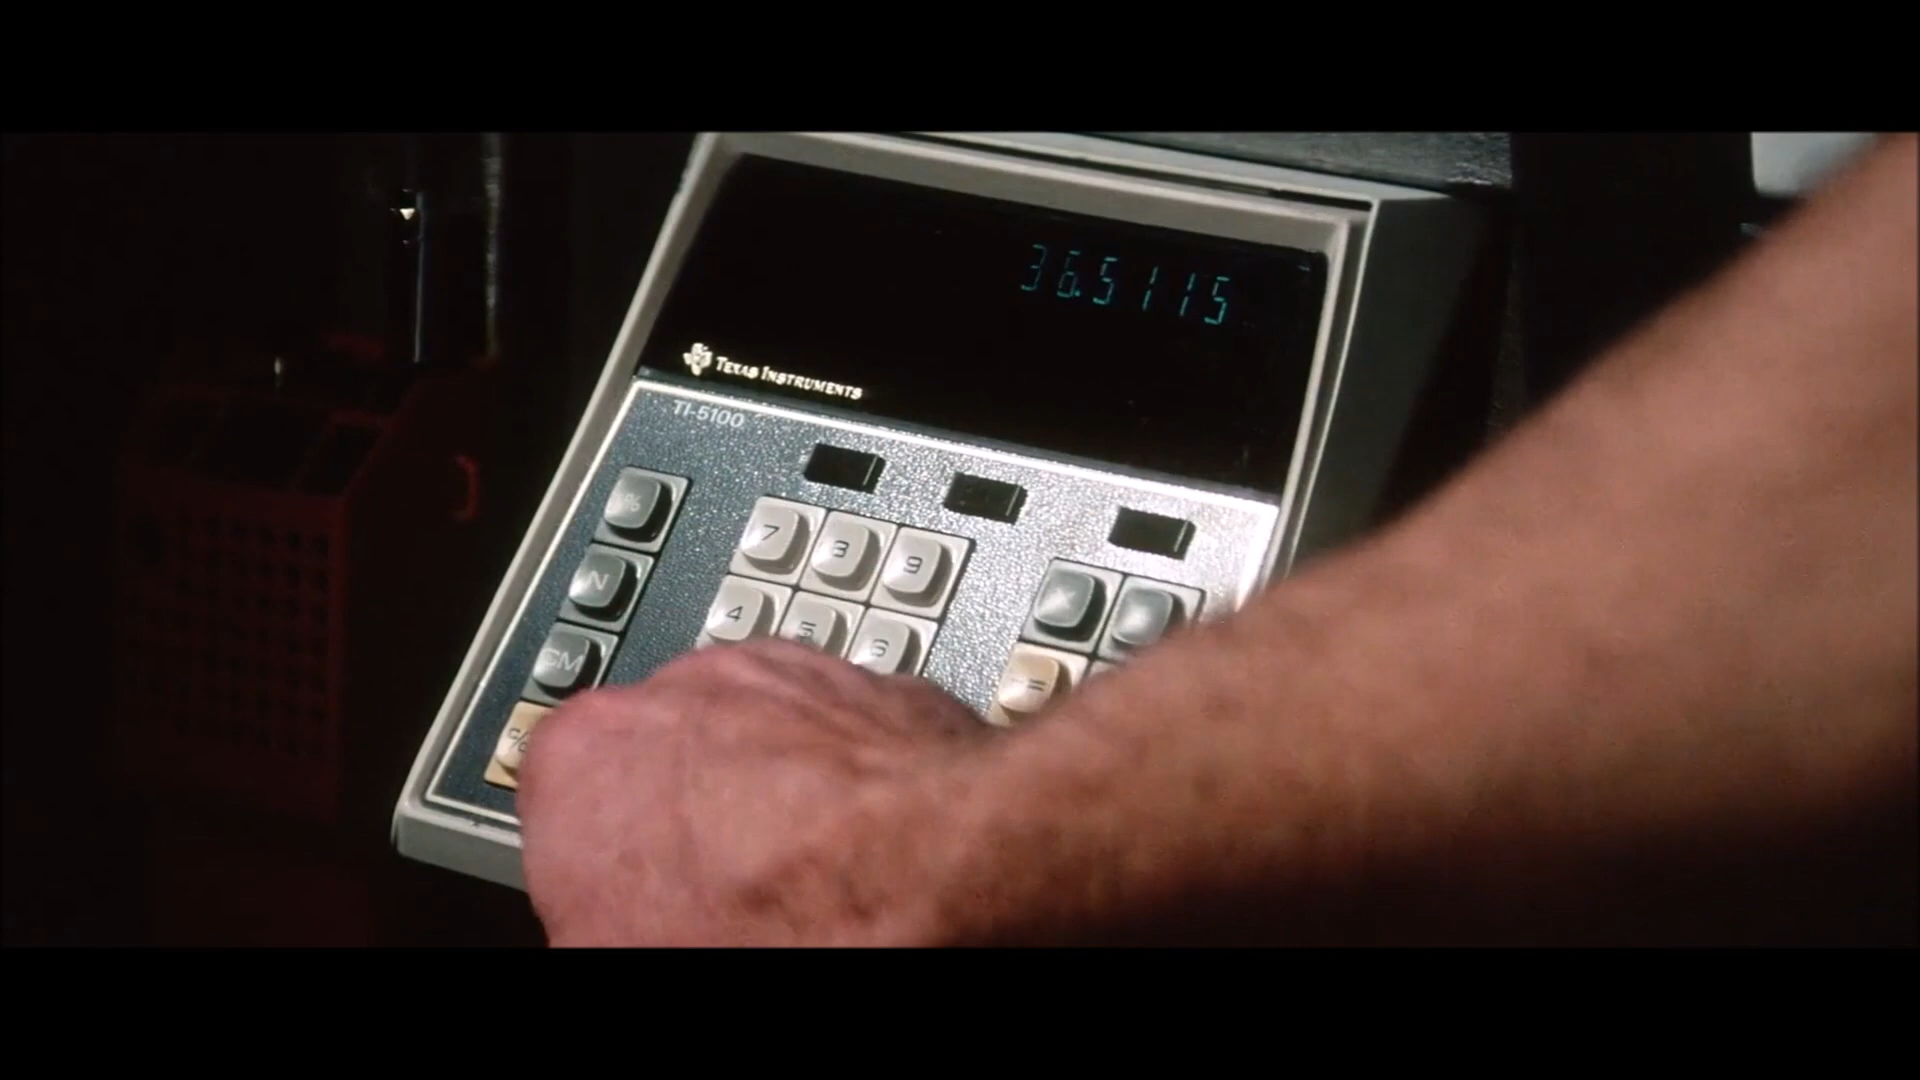 36.5115
TEXAS INSTRUMENTS
TI-5100
%
7 8 9
N
4 5 6
CM
=